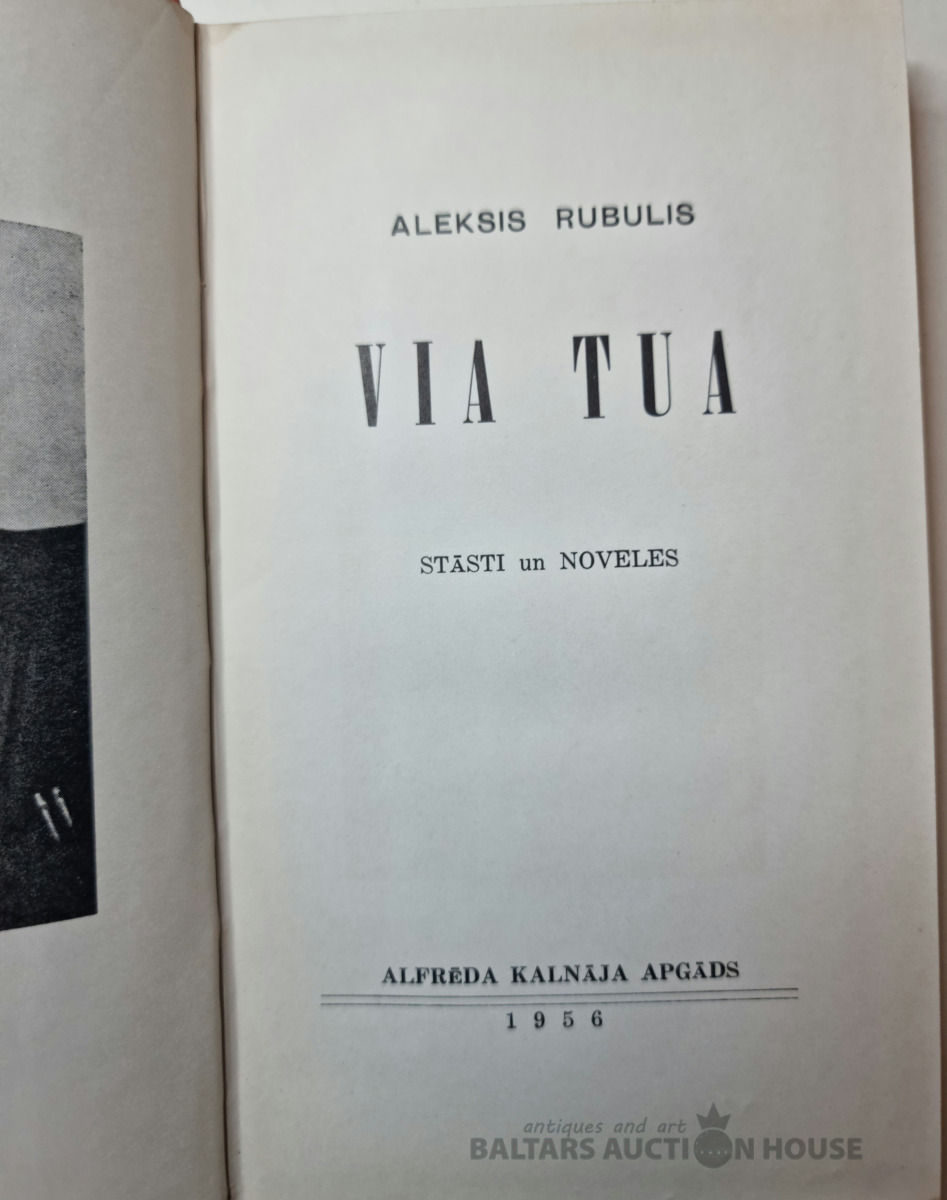 ALEKSIS RUBULIS
VIA TUA
STĀSTI un NOVELES
ALFRĒDA KALNĀJA APGĀDS
1956
antiques and art
BALTARS AUCTION HOUSE